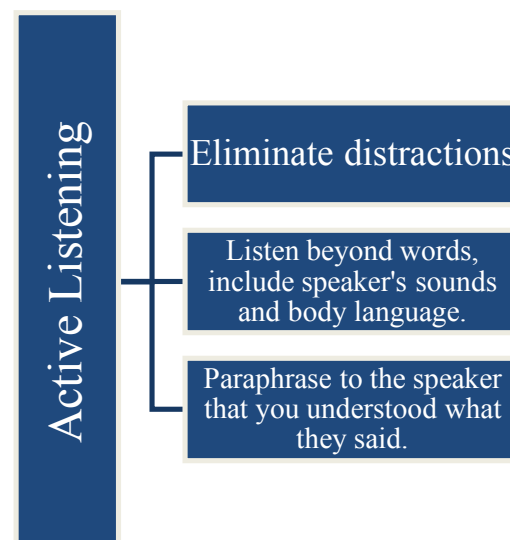 Active Listening
Eliminate distractions
Listen beyond words,
include speaker's sounds
and body language.
Paraphrase to the speaker
that you understood what
they said.